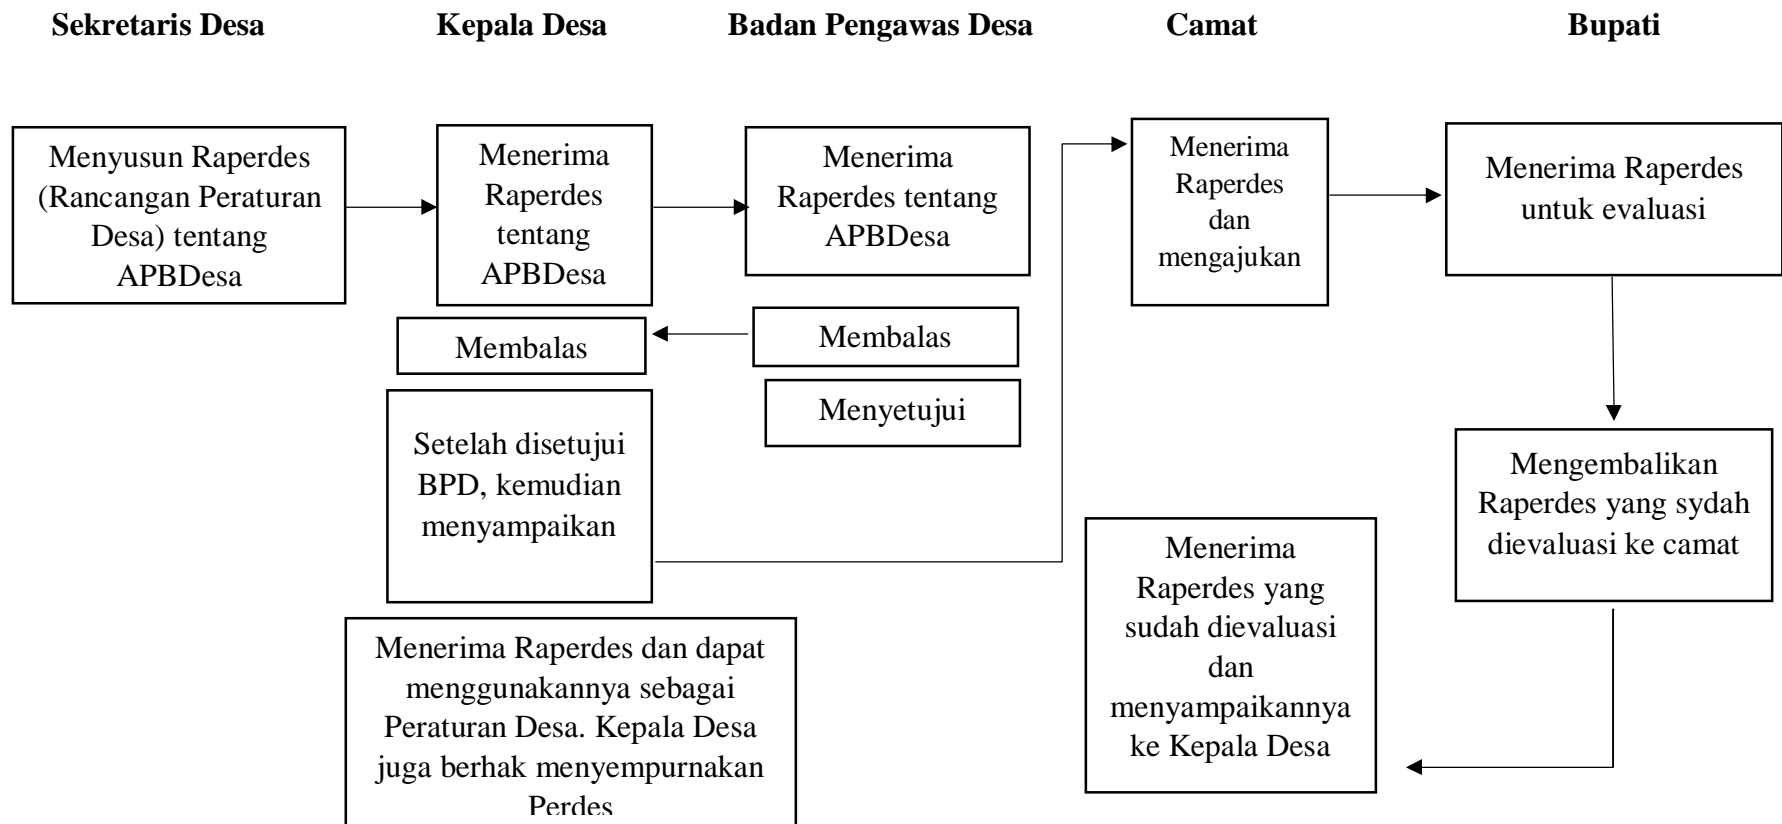 Sekretaris Desa
Kepala Desa
Badan Pengawas Desa
Camat
Bupati
Menyusun Raperdes
(Rancangan Peraturan
Desa) tentang
APBDesa
Menerima
Raperdes
tentang
APBDesa
Menerima
Raperdes tentang
APBDesa
Menerima
Raperdes
dan
mengajukan
Menerima Raperdes
untuk evaluasi
Membalas
Membalas
Menyetujui
Setelah disetujui
BPD, kemudian
menyampaikan
Mengembalikan
Raperdes yang sydah
dievaluasi ke camat
Menerima
Raperdes yang
sudah dievaluasi
dan
menyampaikannya
ke Kepala Desa
Menerima Raperdes dan dapat
menggunakannya sebagai
Peraturan Desa. Kepala Desa
juga berhak menyempurnakan
Perdes